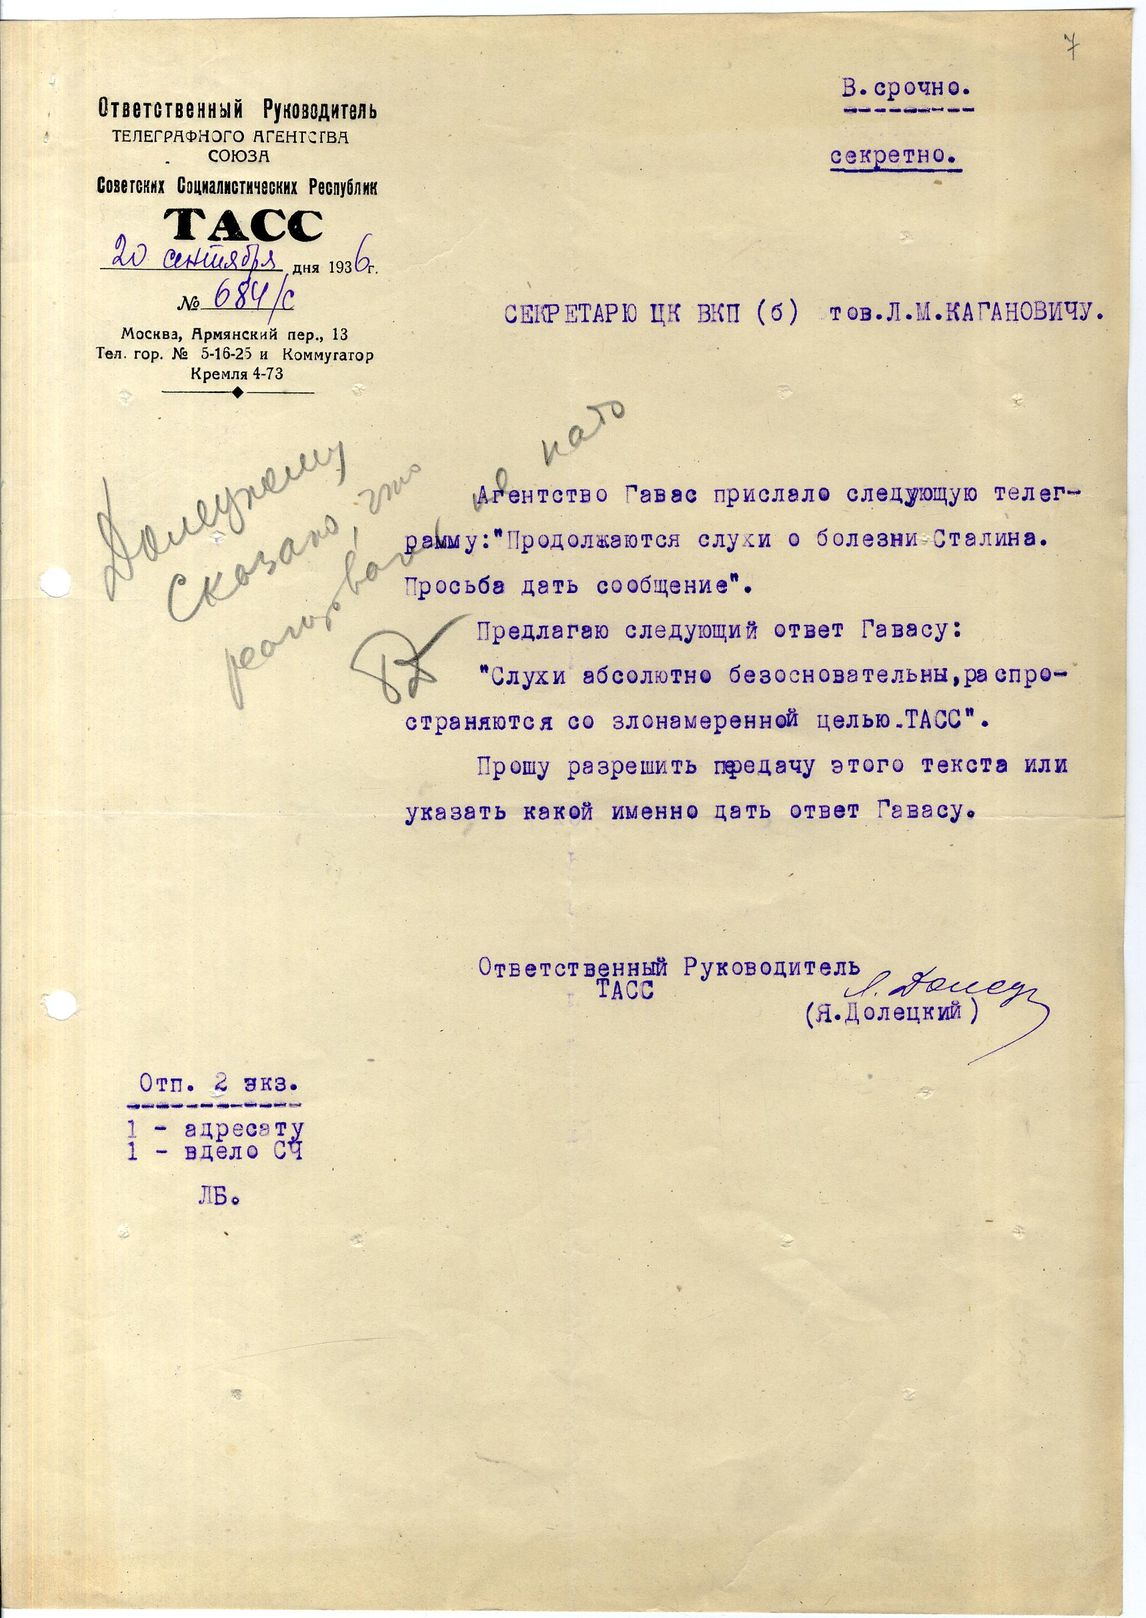 7
В.срочно.
секретно.
Ответственный Руководитель
ТЕЛЕГРАФНОГО АГЕНТСТВА
СОЮЗА
Советских Социалистических Республик
ТАСС
20 сентября дня 1936г.
№ 684/с
Москва, Армянский пер., 13
Тел. гор. № 5-16-25 и Коммутатор
Кремля 4-73
СЕКРЕТАРЮ ЦК ВКП (б) тов.Л.М.КАГАНОВИЧУ.
Долецкому
Сказано, что
реагировать не надо
Агентство Гавас прислало следующую телег-
рамму:"Продолжаются слухи о болезни Сталина.
Просьба дать сообщение".
Предлагаю следующий ответ Гавасу:
"Слухи абсолютно безосновательны,распро-
страняются со злонамеренной целью.ТАСС".
Прошу разрешить передачу этого текста или
указать какой именно дать ответ Гавасу.
Ответственный Руководитель
ТАСС
Я. Долец
(Я.Долецкий)
Отп. 2 экз.
1 - адресату
1 - вдело СЧ
ЛБ.